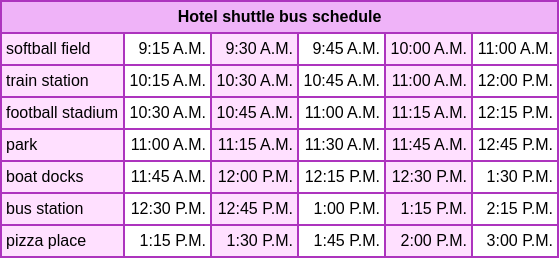 Hotel shuttle bus schedule
softball field 9:15 A.M. 9:30 A.M. 9:45 A.M. 10:00 A.M. 11:00 A.M.
train station 10:15 A.M. 10:30 A.M. 10:45 A.M. 11:00 A.M. 12:00 P.M.
football stadium 10:30 A.M. 10:45 A.M. 11:00 A.M. 11:15 A.M. 12:15 P.M.
park 11:00 A.M. 11:15 A.M. 11:30 A.M. 11:45 A.M. 12:45 P.M.
boat docks 11:45 A.M. 12:00 P.M. 12:15 P.M. 12:30 P.M. 1:30 P.M.
bus station 12:30 P.M. 12:45 P.M. 1:00 P.M. 1:15 P.M. 2:15 P.M.
pizza place 1:15 P.M. 1:30 P.M. 1:45 P.M. 2:00 P.M. 3:00 P.M.